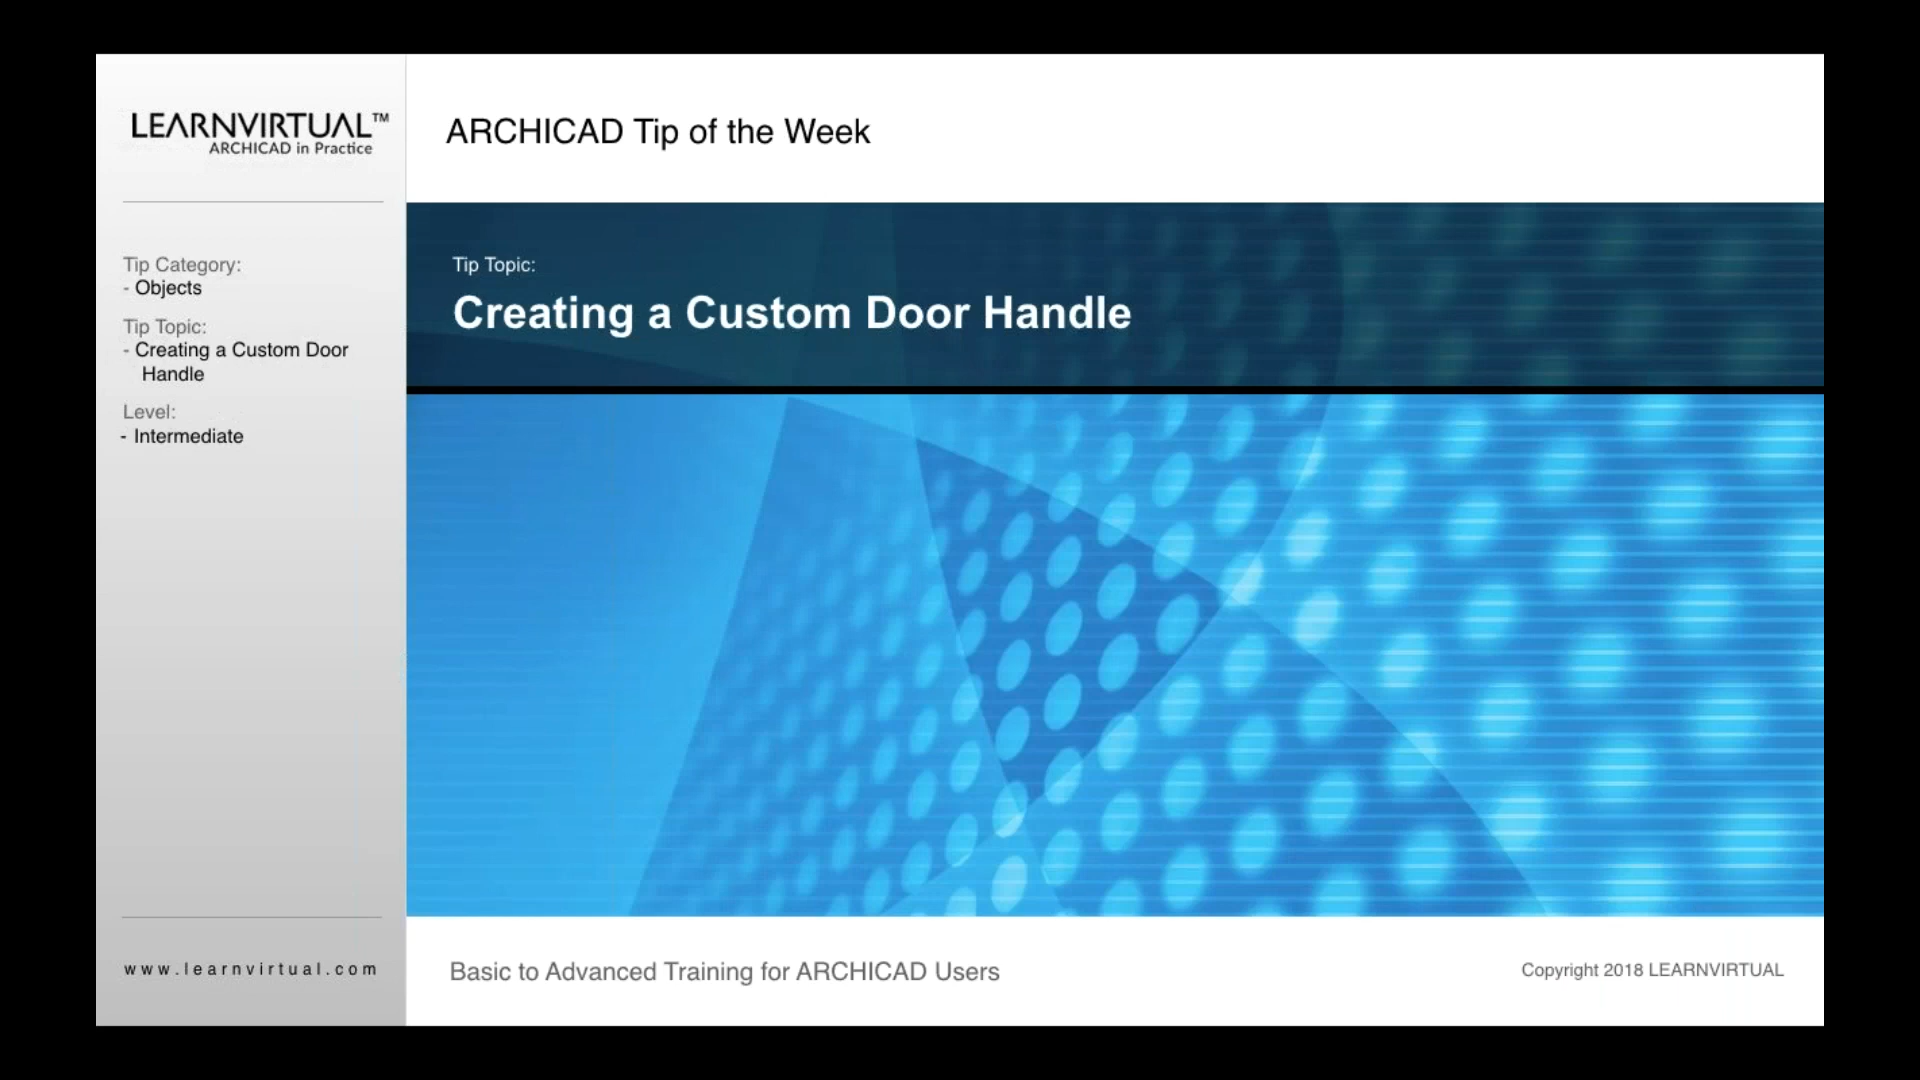 LEARNVIRTUAL™
ARCHICAD in Practice
Tip Category:
- Objects
Tip Topic:
- Creating a Custom Door
Handle
Level:
- Intermediate
www.learnvirtual.com
ARCHICAD Tip of the Week
Tip Topic:
Creating a Custom Door Handle
Basic to Advanced Training for ARCHICAD Users
Copyright 2018 LEARNVIRTUAL